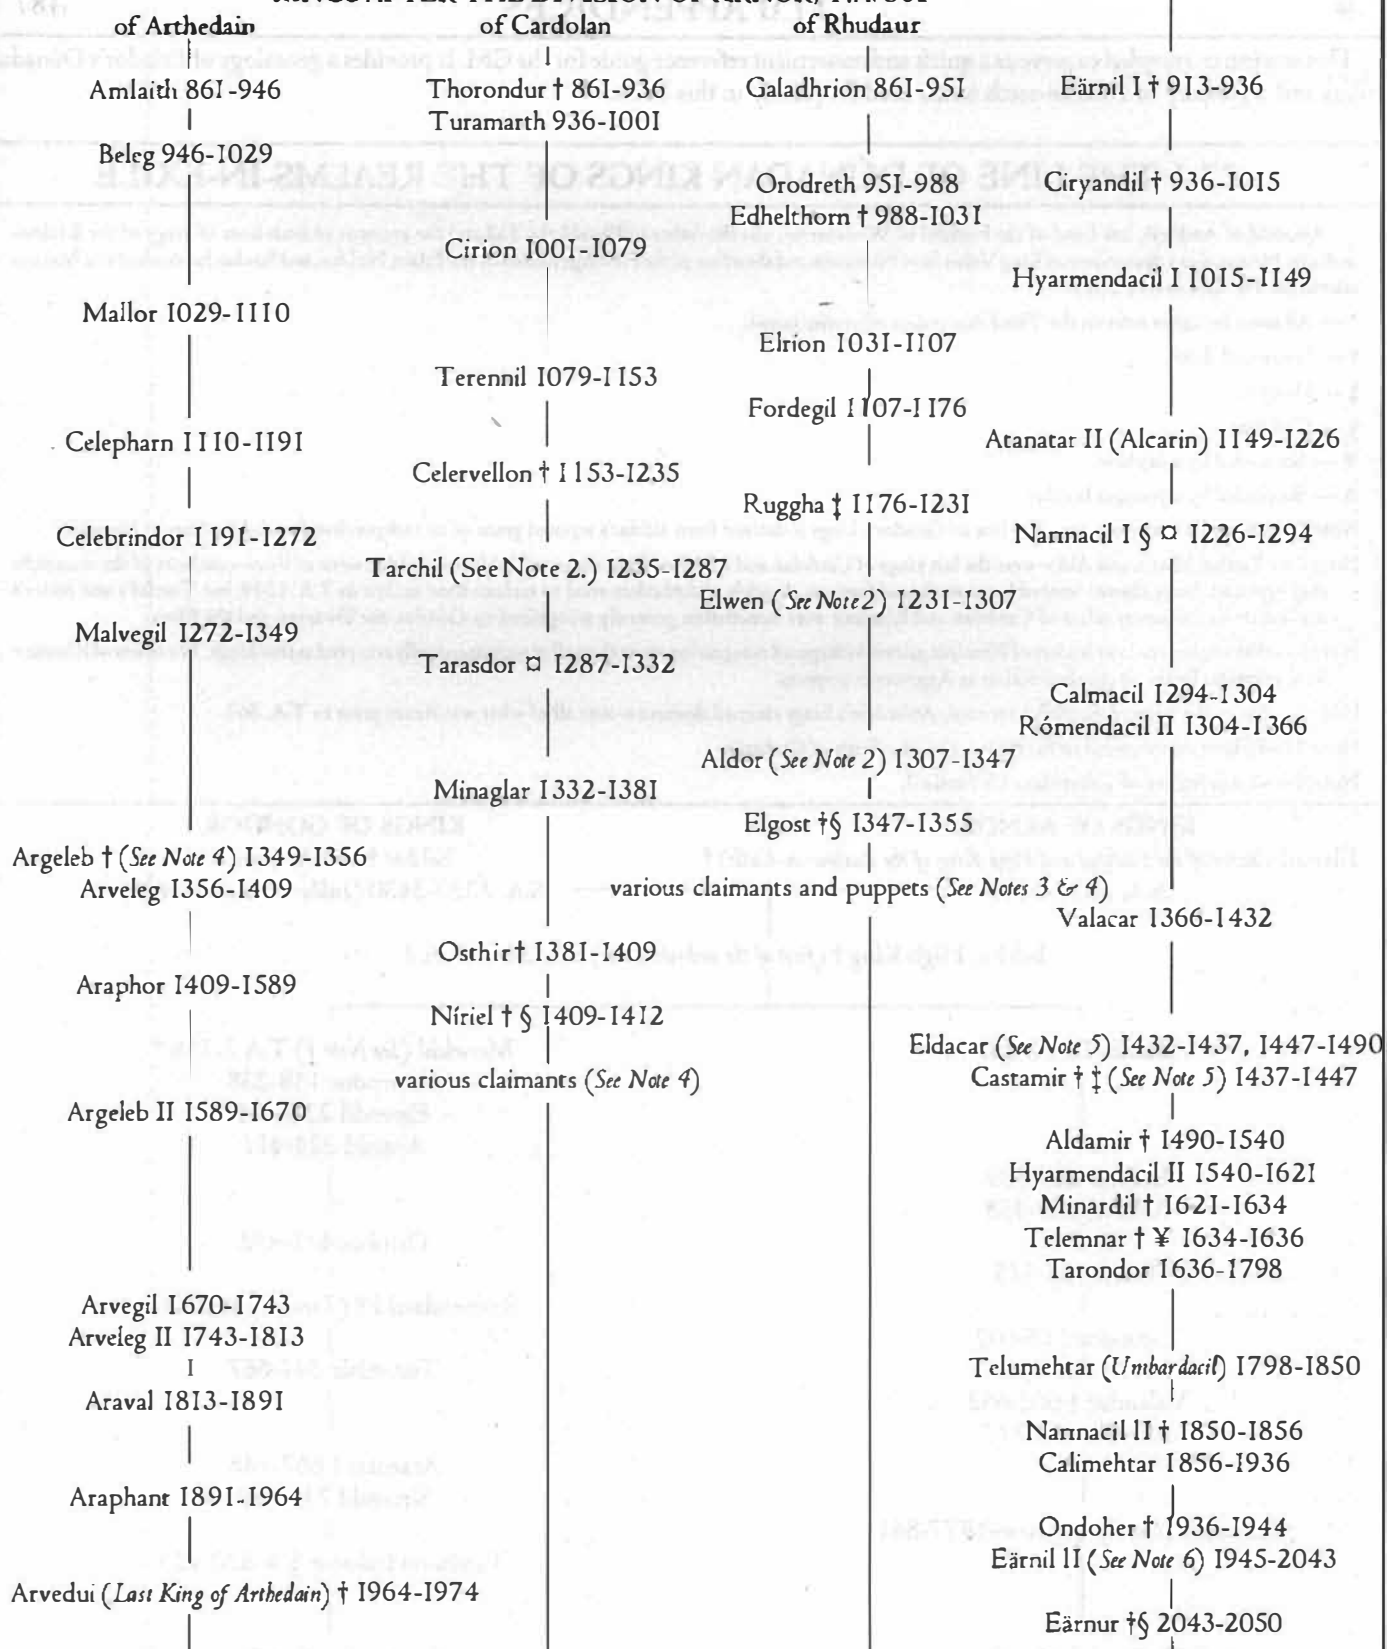 of Arthedain
of Cardolan
of Rhudaur
Amlaith 861-946
Beleg 946-1029
Mallor 1029-1110
Celepharn 1110-1191
Celebrindor 1191-1272
Malvegil 1272-1349
Argeleb † (See Note 4) 1349-1356
Arveleg 1356-1409
Araphor 1409-1589
Argeleb II 1589-1670
Arvegil 1670-1743
Arveleg II 1743-1813
Araval 1813-1891
Araphant 1891-1964
Arvedui (Last King of Arthedain) † 1964-1974
Thorondur † 861-936
Turamarth 936-1001
Cirion 1001-1079
Terennil 1079-1153
Celervellon † 1153-1235
Tarchil (See Note 2.) 1235-1287
Tarasdor ¤ 1287-1332
Minaglar 1332-1381
Osthir † 1381-1409
Níriel † § 1409-1412
various claimants (See Note 4)
Galadhrion 861-951
Orodreth 951-988
Edhelthorn † 988-1031
Elrion 1031-1107
Fordegil 1107-1176
Ruggha ‡ 1176-1231
Elwen (See Note 2) 1231-1307
Aldor (See Note 2) 1307-1347
Elgost †§ 1347-1355
various claimants and puppets (See Notes 3 & 4)
Eärnil I † 913-936
Ciryandil † 936-1015
Hyarmendacil I 1015-1149
Atanatar II (Alcarin) 1149-1226
Narmacil I § ¤ 1226-1294
Calmacil 1294-1304
Rómendacil II 1304-1366
Valacar 1366-1432
Eldacar (See Note 5) 1432-1437, 1447-1490
Castamir † ‡ (See Note 5) 1437-1447
Aldamir † 1490-1540
Hyarmendacil II 1540-1621
Minardil † 1621-1634
Telemnar † ¥ 1634-1636
Tarondor 1636-1798
Telumehtar (Umbardacil) 1798-1850
Narmacil II † 1850-1856
Calimehtar 1856-1936
Ondoher † 1936-1944
Eärnil II (See Note 6) 1945-2043
Eärnur †§ 2043-2050